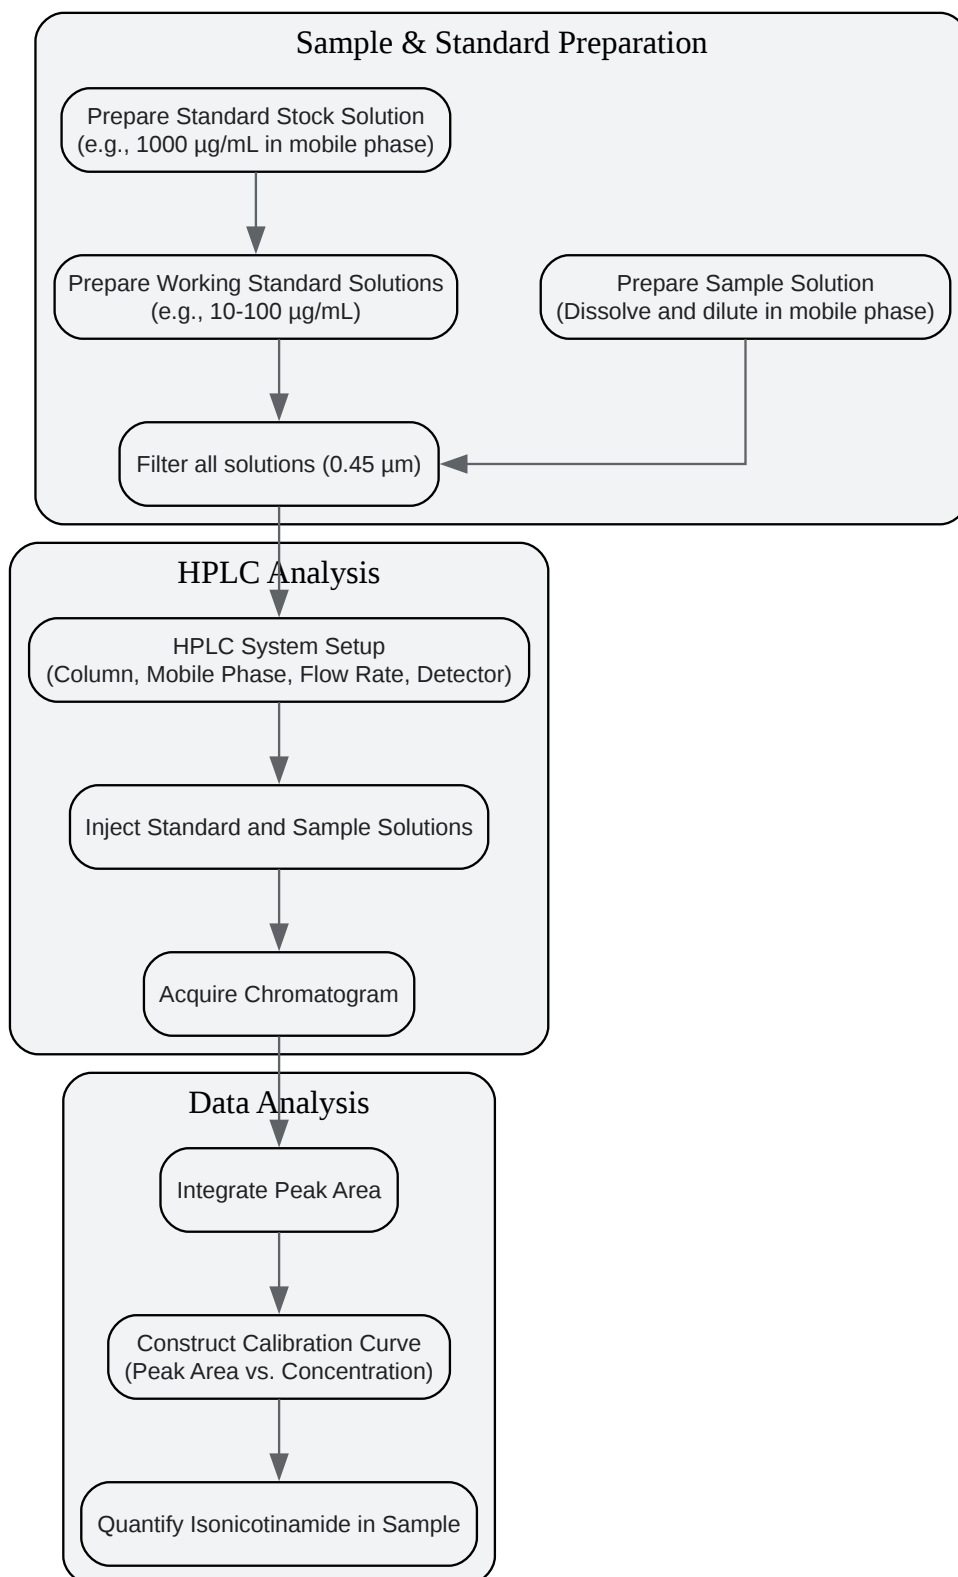 Sample & Standard Preparation
Prepare Standard Stock Solution
(e.g., 1000 µg/mL in mobile phase)
Prepare Working Standard Solutions
(e.g., 10-100 µg/mL)
Prepare Sample Solution
(Dissolve and dilute in mobile phase)
Filter all solutions (0.45 µm)
HPLC Analysis
HPLC System Setup
(Column, Mobile Phase, Flow Rate, Detector)
Inject Standard and Sample Solutions
Acquire Chromatogram
Data Analysis
Integrate Peak Area
Construct Calibration Curve
(Peak Area vs. Concentration)
Quantify Isonicotinamide in Sample